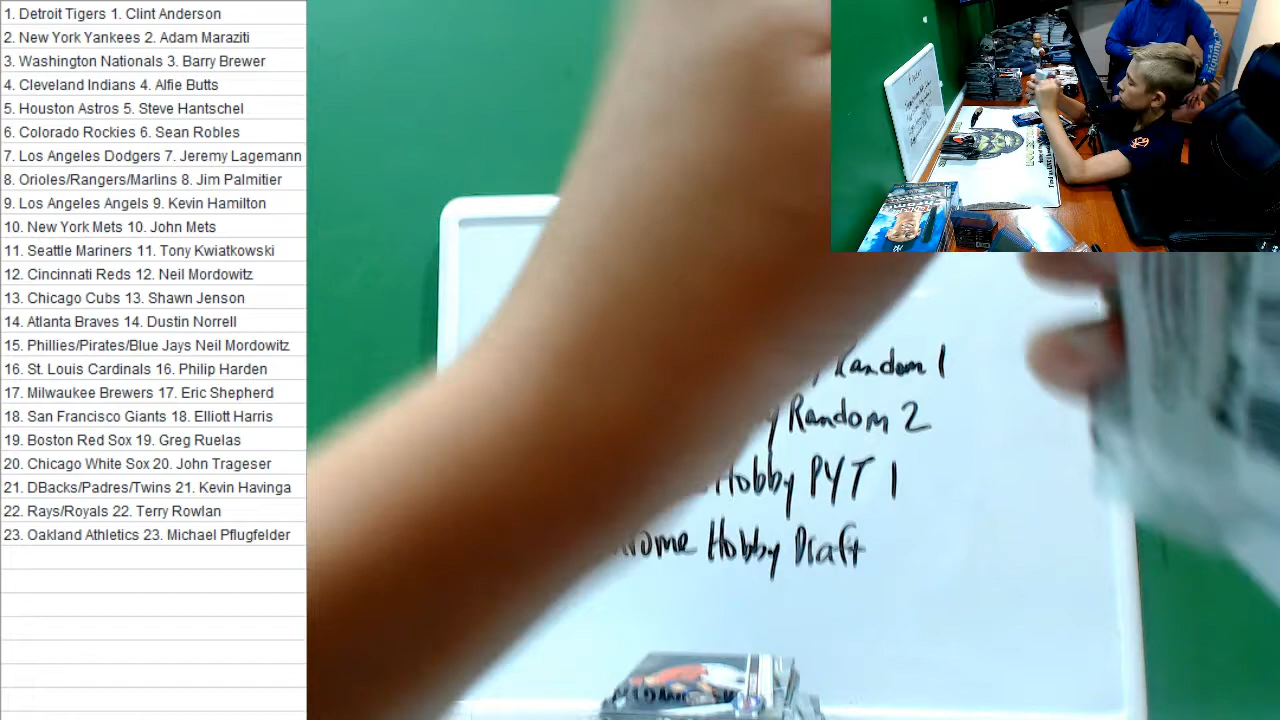 1. Detroit Tigers 1. Clint Anderson
2. New York Yankees 2. Adam Maraziti
3. Washington Nationals 3. Barry Brewer
4. Cleveland Indians 4. Alfie Butts
5. Houston Astros 5. Steve Hantschel
6. Colorado Rockies 6. Sean Robles
7. Los Angeles Dodgers 7. Jeremy Lagemann
8. Orioles/Rangers/Marlins 8. Jim Palmitier
9. Los Angeles Angels 9. Kevin Hamilton
10. New York Mets 10. John Mets
11. Seattle Mariners 11. Tony Kwiatkowski
12. Cincinnati Reds 12. Neil Mordowitz
13. Chicago Cubs 13. Shawn Jenson
14. Atlanta Braves 14. Dustin Norrell
15. Phillies/Pirates/Blue Jays Neil Mordowitz
16. St. Louis Cardinals 16. Philip Harden
17. Milwaukee Brewers 17. Eric Shepherd
18. San Francisco Giants 18. Elliott Harris
19. Boston Red Sox 19. Greg Ruelas
20. Chicago White Sox 20. John Trageser
21. DBacks/Padres/Twins 21. Kevin Havinga
22. Rays/Royals 22. Terry Rowlan
23. Oakland Athletics 23. Michael Pflugfelder
Random 1
Random 2
Hobby PYT 1
Hobby Draft